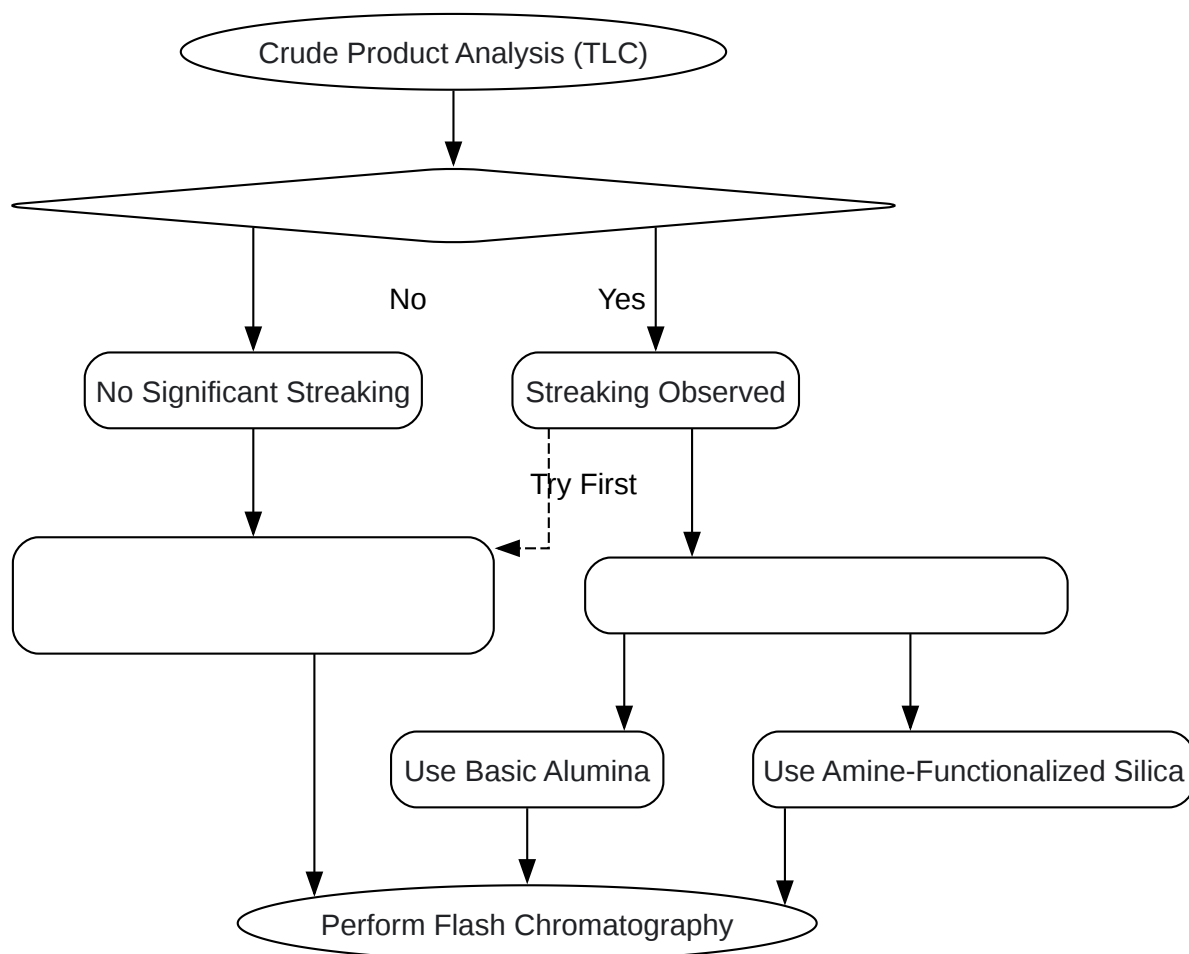 Crude Product Analysis (TLC)
No
Yes
No Significant Streaking
Streaking Observed
Try First
Use Basic Alumina
Use Amine-Functionalized Silica
Perform Flash Chromatography